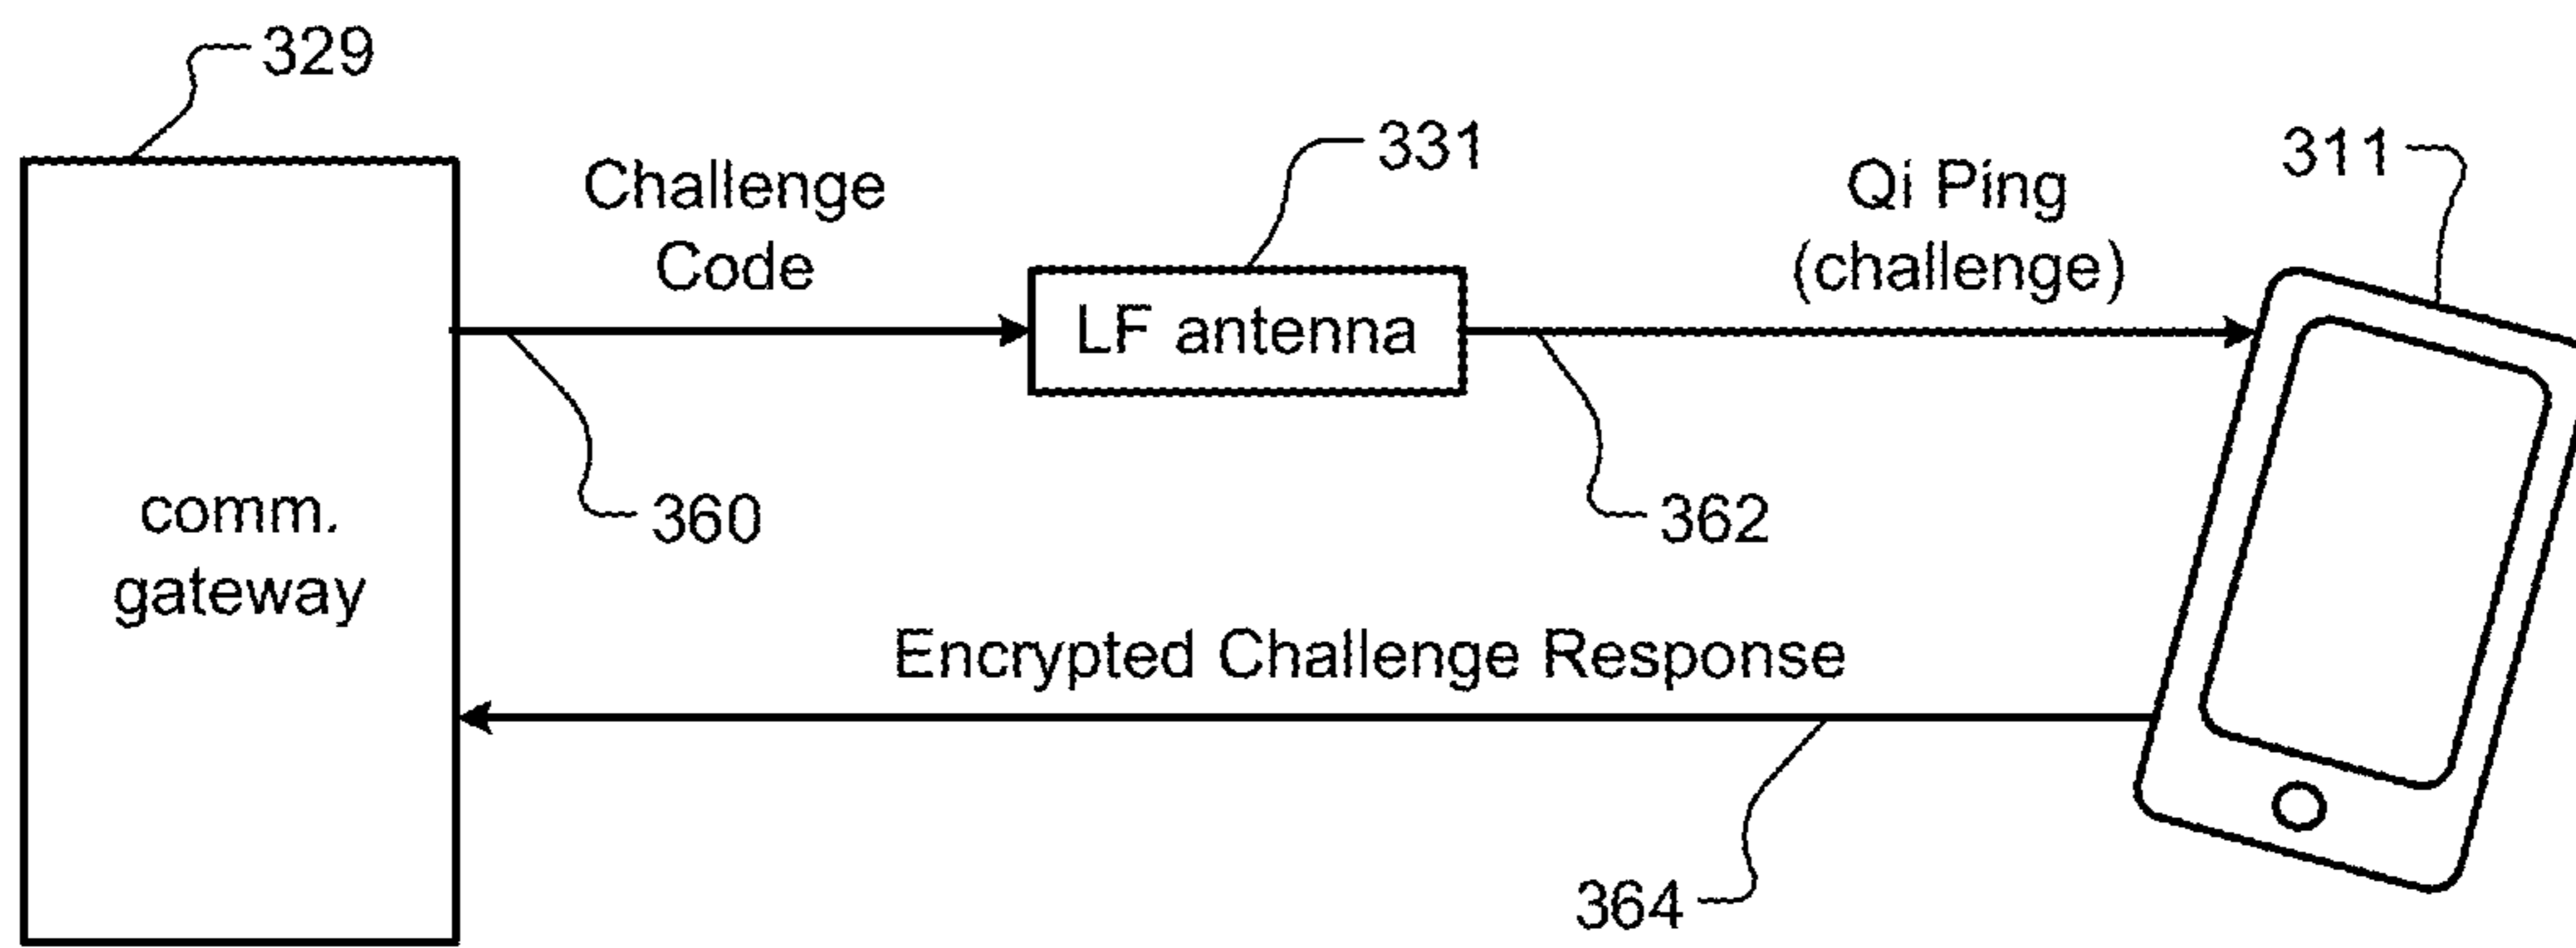 329
331
311
Challenge
Code
Qi Ping
(challenge)
LF antenna
comm.
gateway
360
362
Encrypted Challenge Response
364